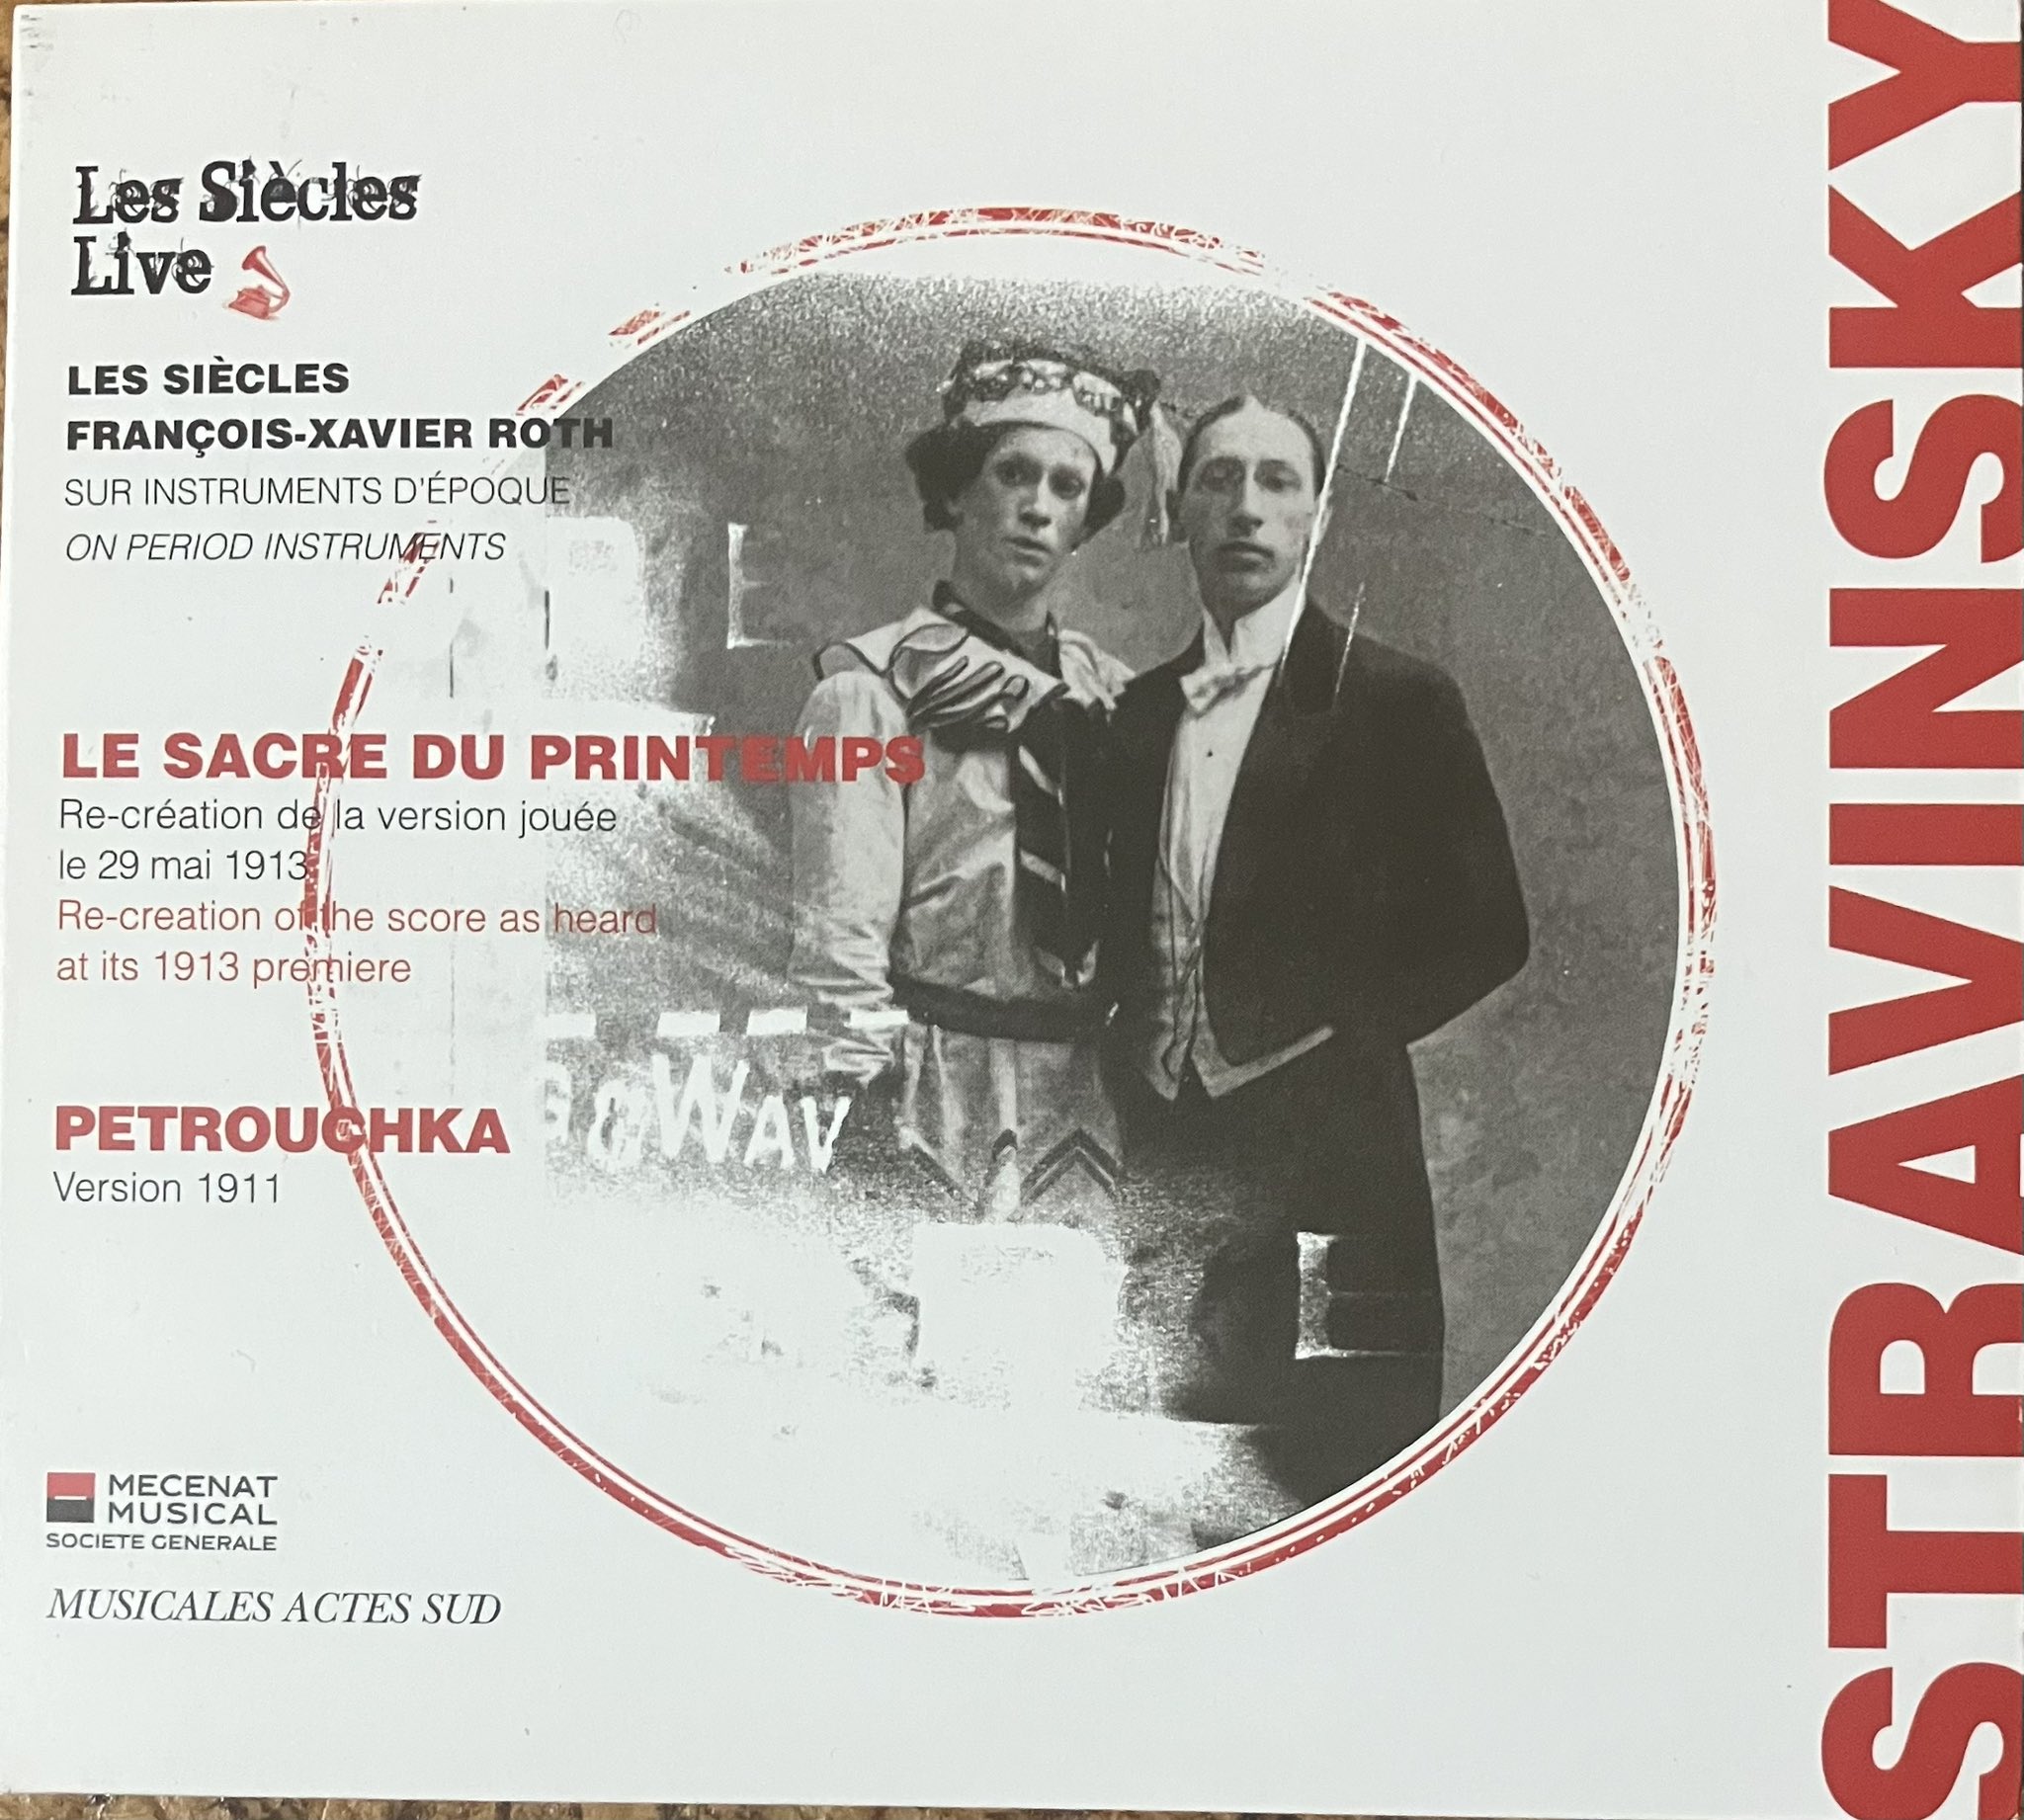 Les Siècles
Live
LES SIÈCLES
FRANÇOIS-XAVIER ROTH
SUR INSTRUMENTS D'ÉPOQUE
ON PERIOD INSTRUMENTS
LE SACRE DU PRINTEMPS
Re-création de la version jouée
le 29 mai 1913
Re-creation of the score as heard
at its 1913 premiere
PETROUCHKA
Version 1911
MECENAT
MUSICAL
SOCIETE GENERALE
MUSICALES ACTES SUD
STRAVINSKY